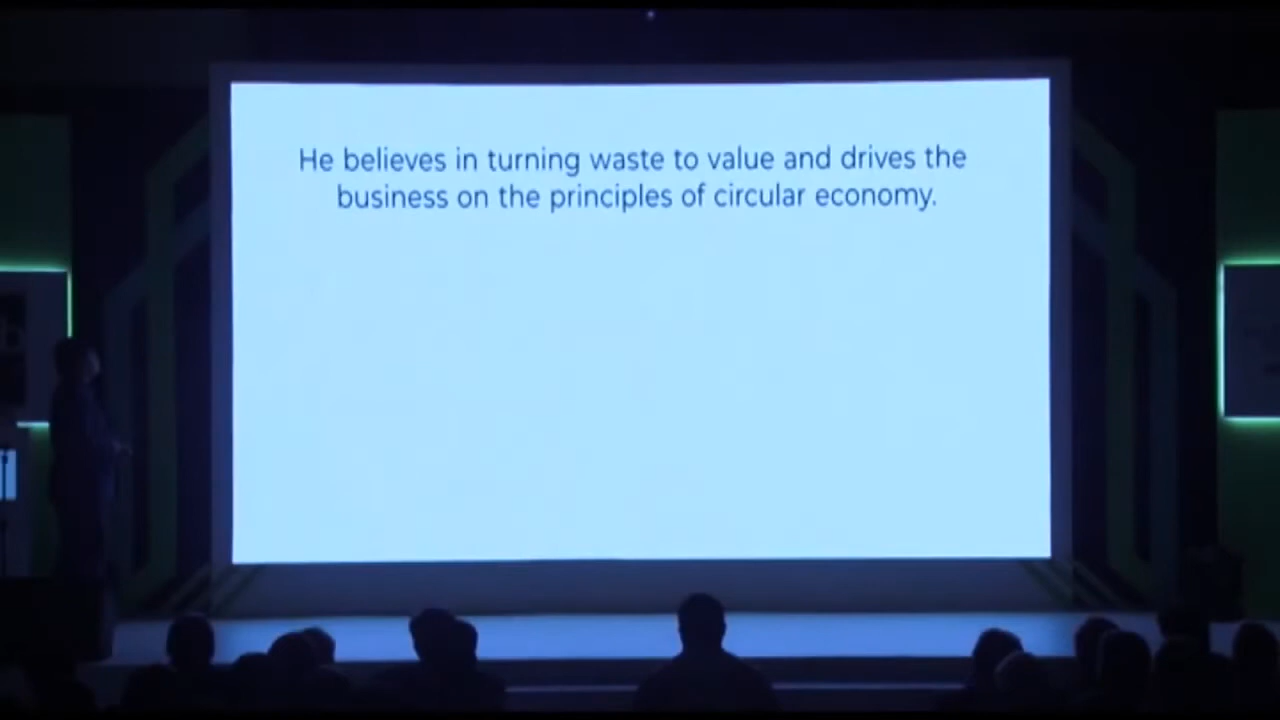 He believes in turning waste to value and drives the
business on the principles of circular economy.